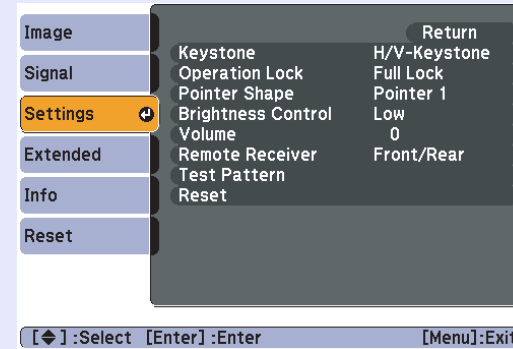 Image
Signal
Settings
Extended
Info
Reset
Return
Keystone H/V-Keystone
Operation Lock Full Lock
Pointer Shape Pointer 1
Brightness Control Low
Volume 0
Remote Receiver Front/Rear
Test Pattern
Reset
[◆] :Select [Enter] :Enter [Menu]:Exit